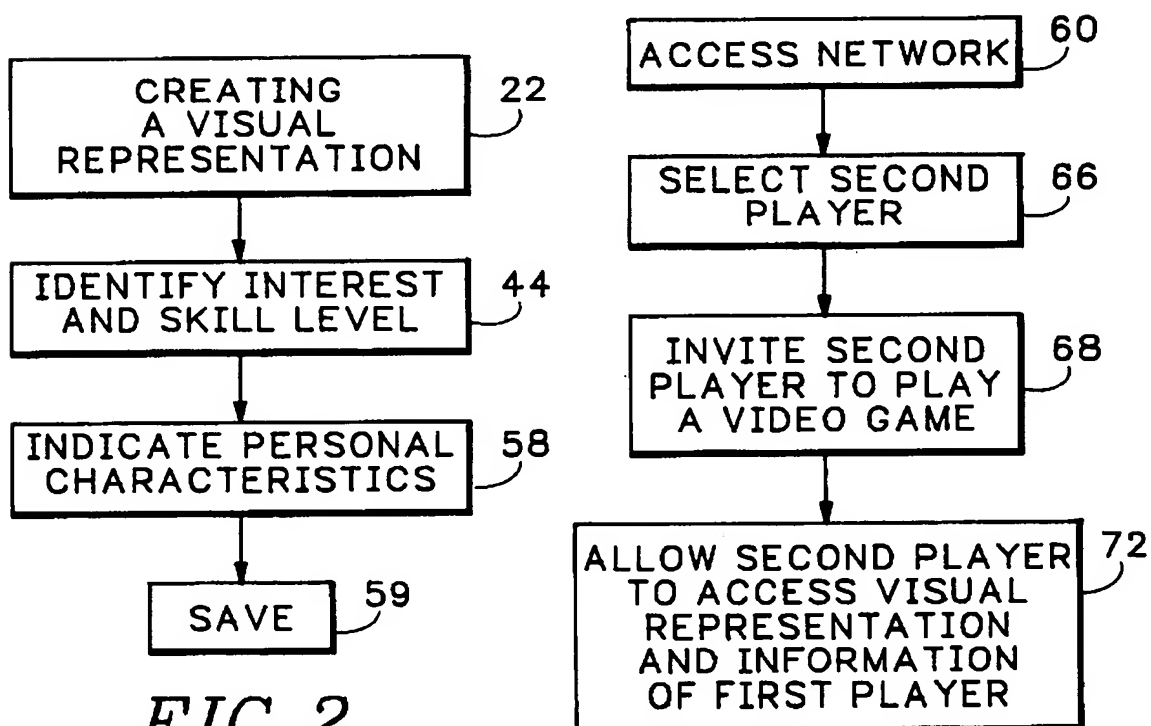 CREATING
A VISUAL
REPRESENTATION
22
IDENTIFY INTEREST
AND SKILL LEVEL
44
INDICATE PERSONAL
CHARACTERISTICS
58
SAVE
59
FIG. 2
ACCESS NETWORK
60
SELECT SECOND
PLAYER
66
INVITE SECOND
PLAYER TO PLAY
A VIDEO GAME
68
ALLOW SECOND PLAYER
TO ACCESS VISUAL
REPRESENTATION
AND INFORMATION
OF FIRST PLAYER
72